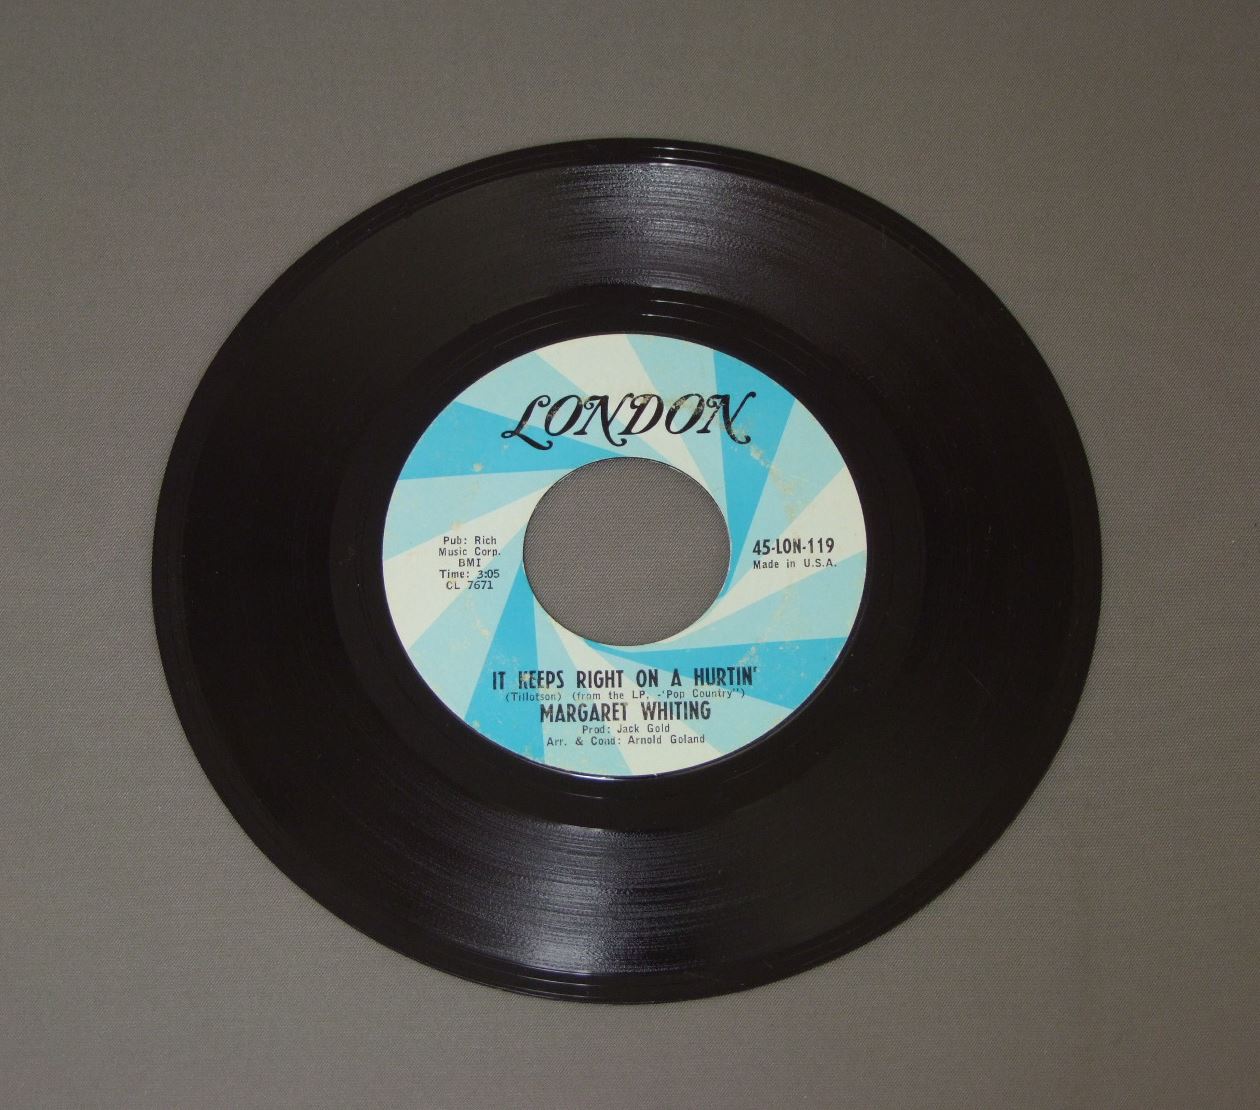 LONDON
Pub: Rich
Music Corp.
BMI
Time: 3:05
CL 7671
45-LON-119
Made in U.S.A.
IT KEEPS RIGHT ON A HURTIN'
(Tillotson) (from the LP. -'Pop Country")
MARGARET WHITING
Prod: Jack Gold
Arr. & Cond: Arnold Goland